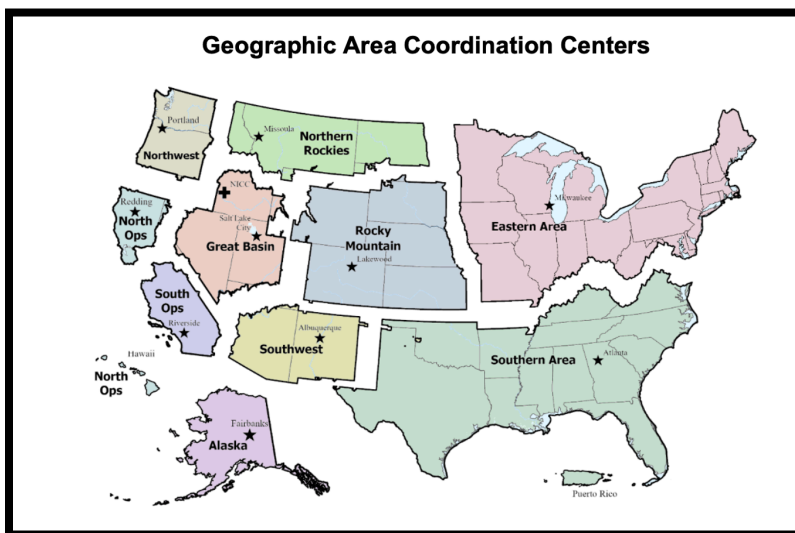 Geographic Area Coordination Centers
Portland
Northwest
Missoula
Northern
Rockies
NICC
Redding
North
Ops
San Lake
City
Great Basin
Rocky
Mountain
Lakewood
Milwaukee
Eastern Area
South
Ops
Riverside
Albuquerque
Southwest
Southern Area
Atlanta
Hawaii
North
Ops
Fairbanks
Alaska
Puerto Rico